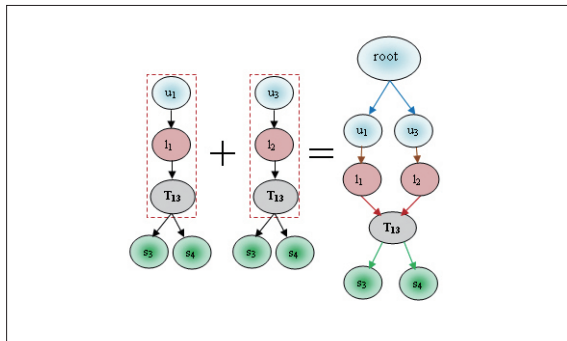 root
u₁
u₃
u₁
u₃
l₁
+
l₂
=
l₁
l₂
T₁₃
T₁₃
T₁₃
s₃
s₄
s₃
s₄
s₃
s₄